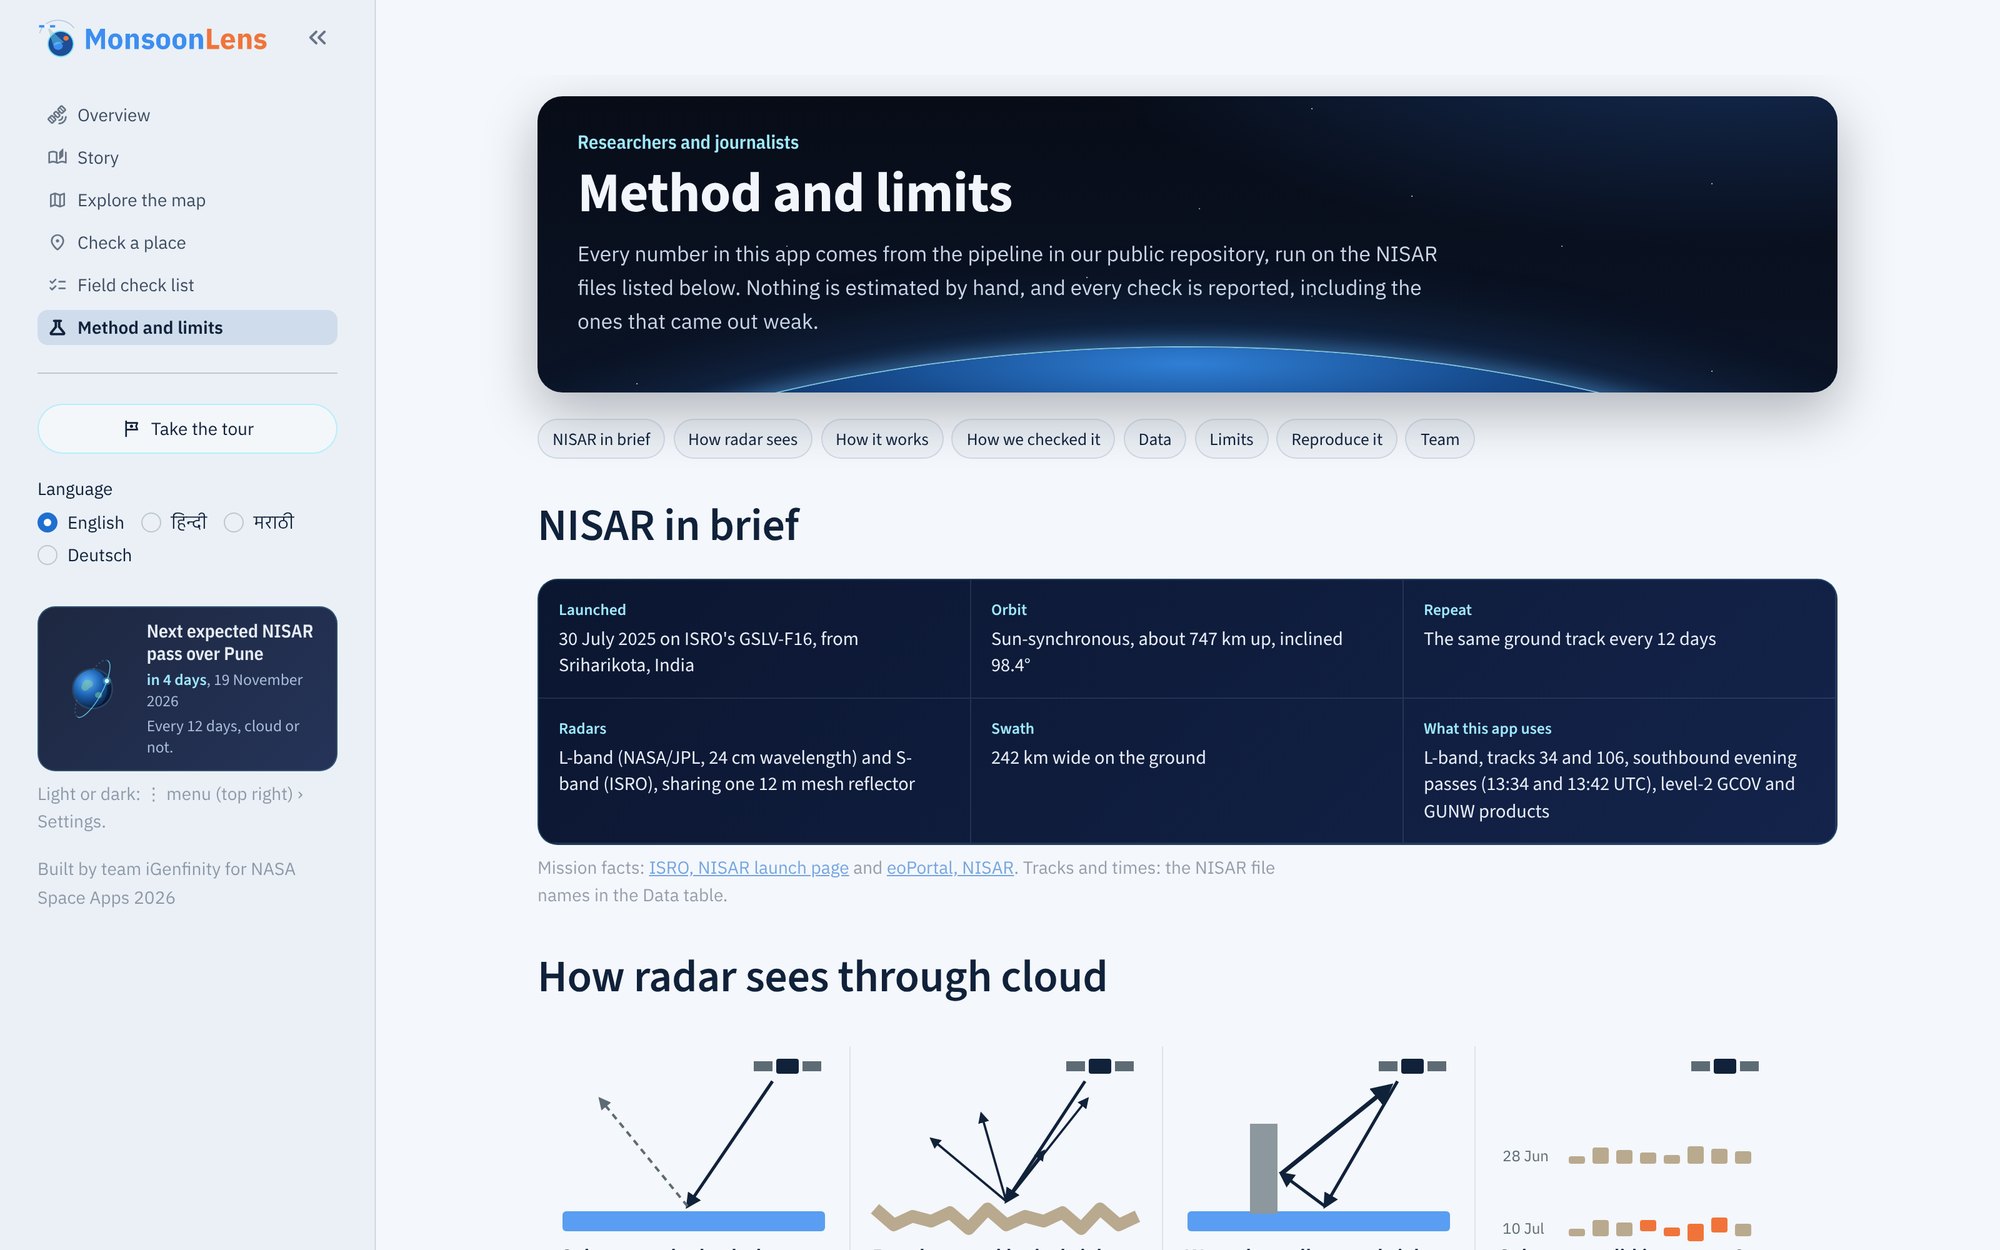 MonsoonLens
Overview
Story
Explore the map
Check a place
Field check list
Method and limits
Take the tour
Language
English
हिन्दी
मराठी
Deutsch
Next expected NISAR
pass over Pune
in 4 days, 19 November
2026
Every 12 days, cloud or
not.
Light or dark: ⋮ menu (top right) ›
Settings.
Built by team iGenfinity for NASA
Space Apps 2026
Researchers and journalists
Method and limits
Every number in this app comes from the pipeline in our public repository, run on the NISAR
files listed below. Nothing is estimated by hand, and every check is reported, including the
ones that came out weak.
NISAR in brief
How radar sees
How it works
How we checked it
Data
Limits
Reproduce it
Team
NISAR in brief
Launched
30 July 2025 on ISRO's GSLV-F16, from
Sriharikota, India
Orbit
Sun-synchronous, about 747 km up, inclined
98.4°
Repeat
The same ground track every 12 days
Radars
L-band (NASA/JPL, 24 cm wavelength) and S-
band (ISRO), sharing one 12 m mesh reflector
Swath
242 km wide on the ground
What this app uses
L-band, tracks 34 and 106, southbound evening
passes (13:34 and 13:42 UTC), level-2 GCOV and
GUNW products
Mission facts: ISRO, NISAR launch page and eoPortal, NISAR. Tracks and times: the NISAR file
names in the Data table.
How radar sees through cloud
28 Jun
10 Jul